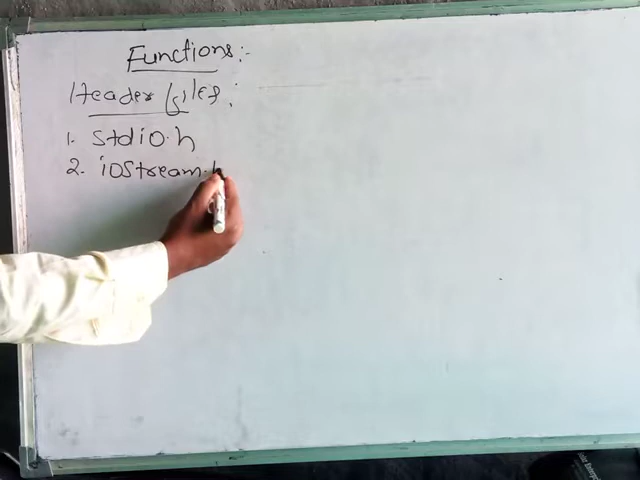 Functions:-
Header files:
1. Stdio.h
2. ioStream.h